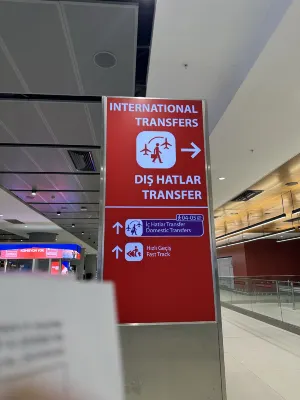 INTERNATIONAL
TRANSFERS
DIŞ HATLAR
TRANSFER
İç Hatlar Transfer
Domestic Transfers
Hızlı Geçiş
Fast Track